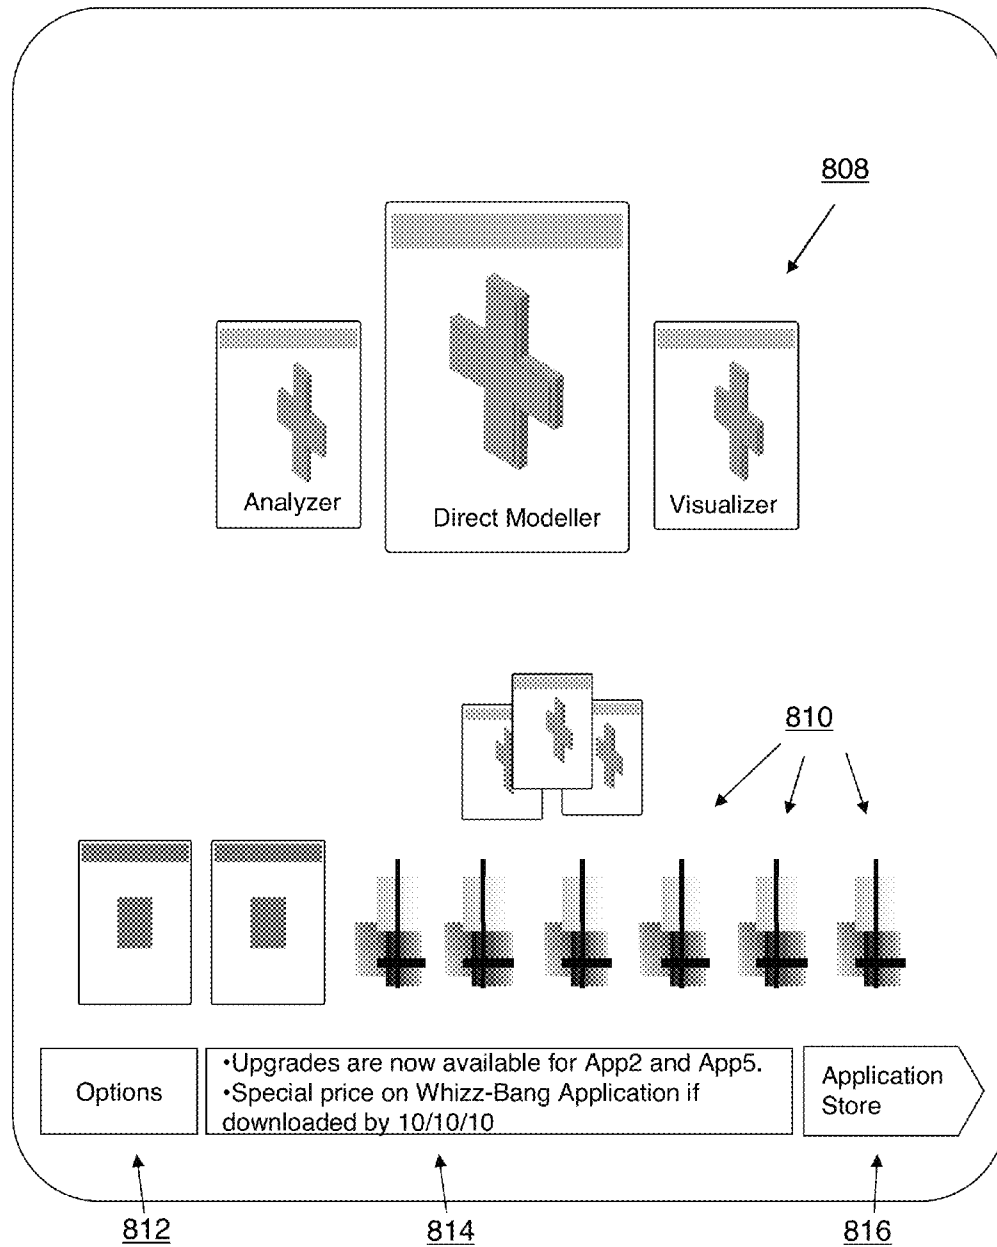 808
Analyzer
Direct Modeller
Visualizer
810
Options
•Upgrades are now available for App2 and App5.
•Special price on Whizz-Bang Application if
downloaded by 10/10/10
Application
Store
812
814
816